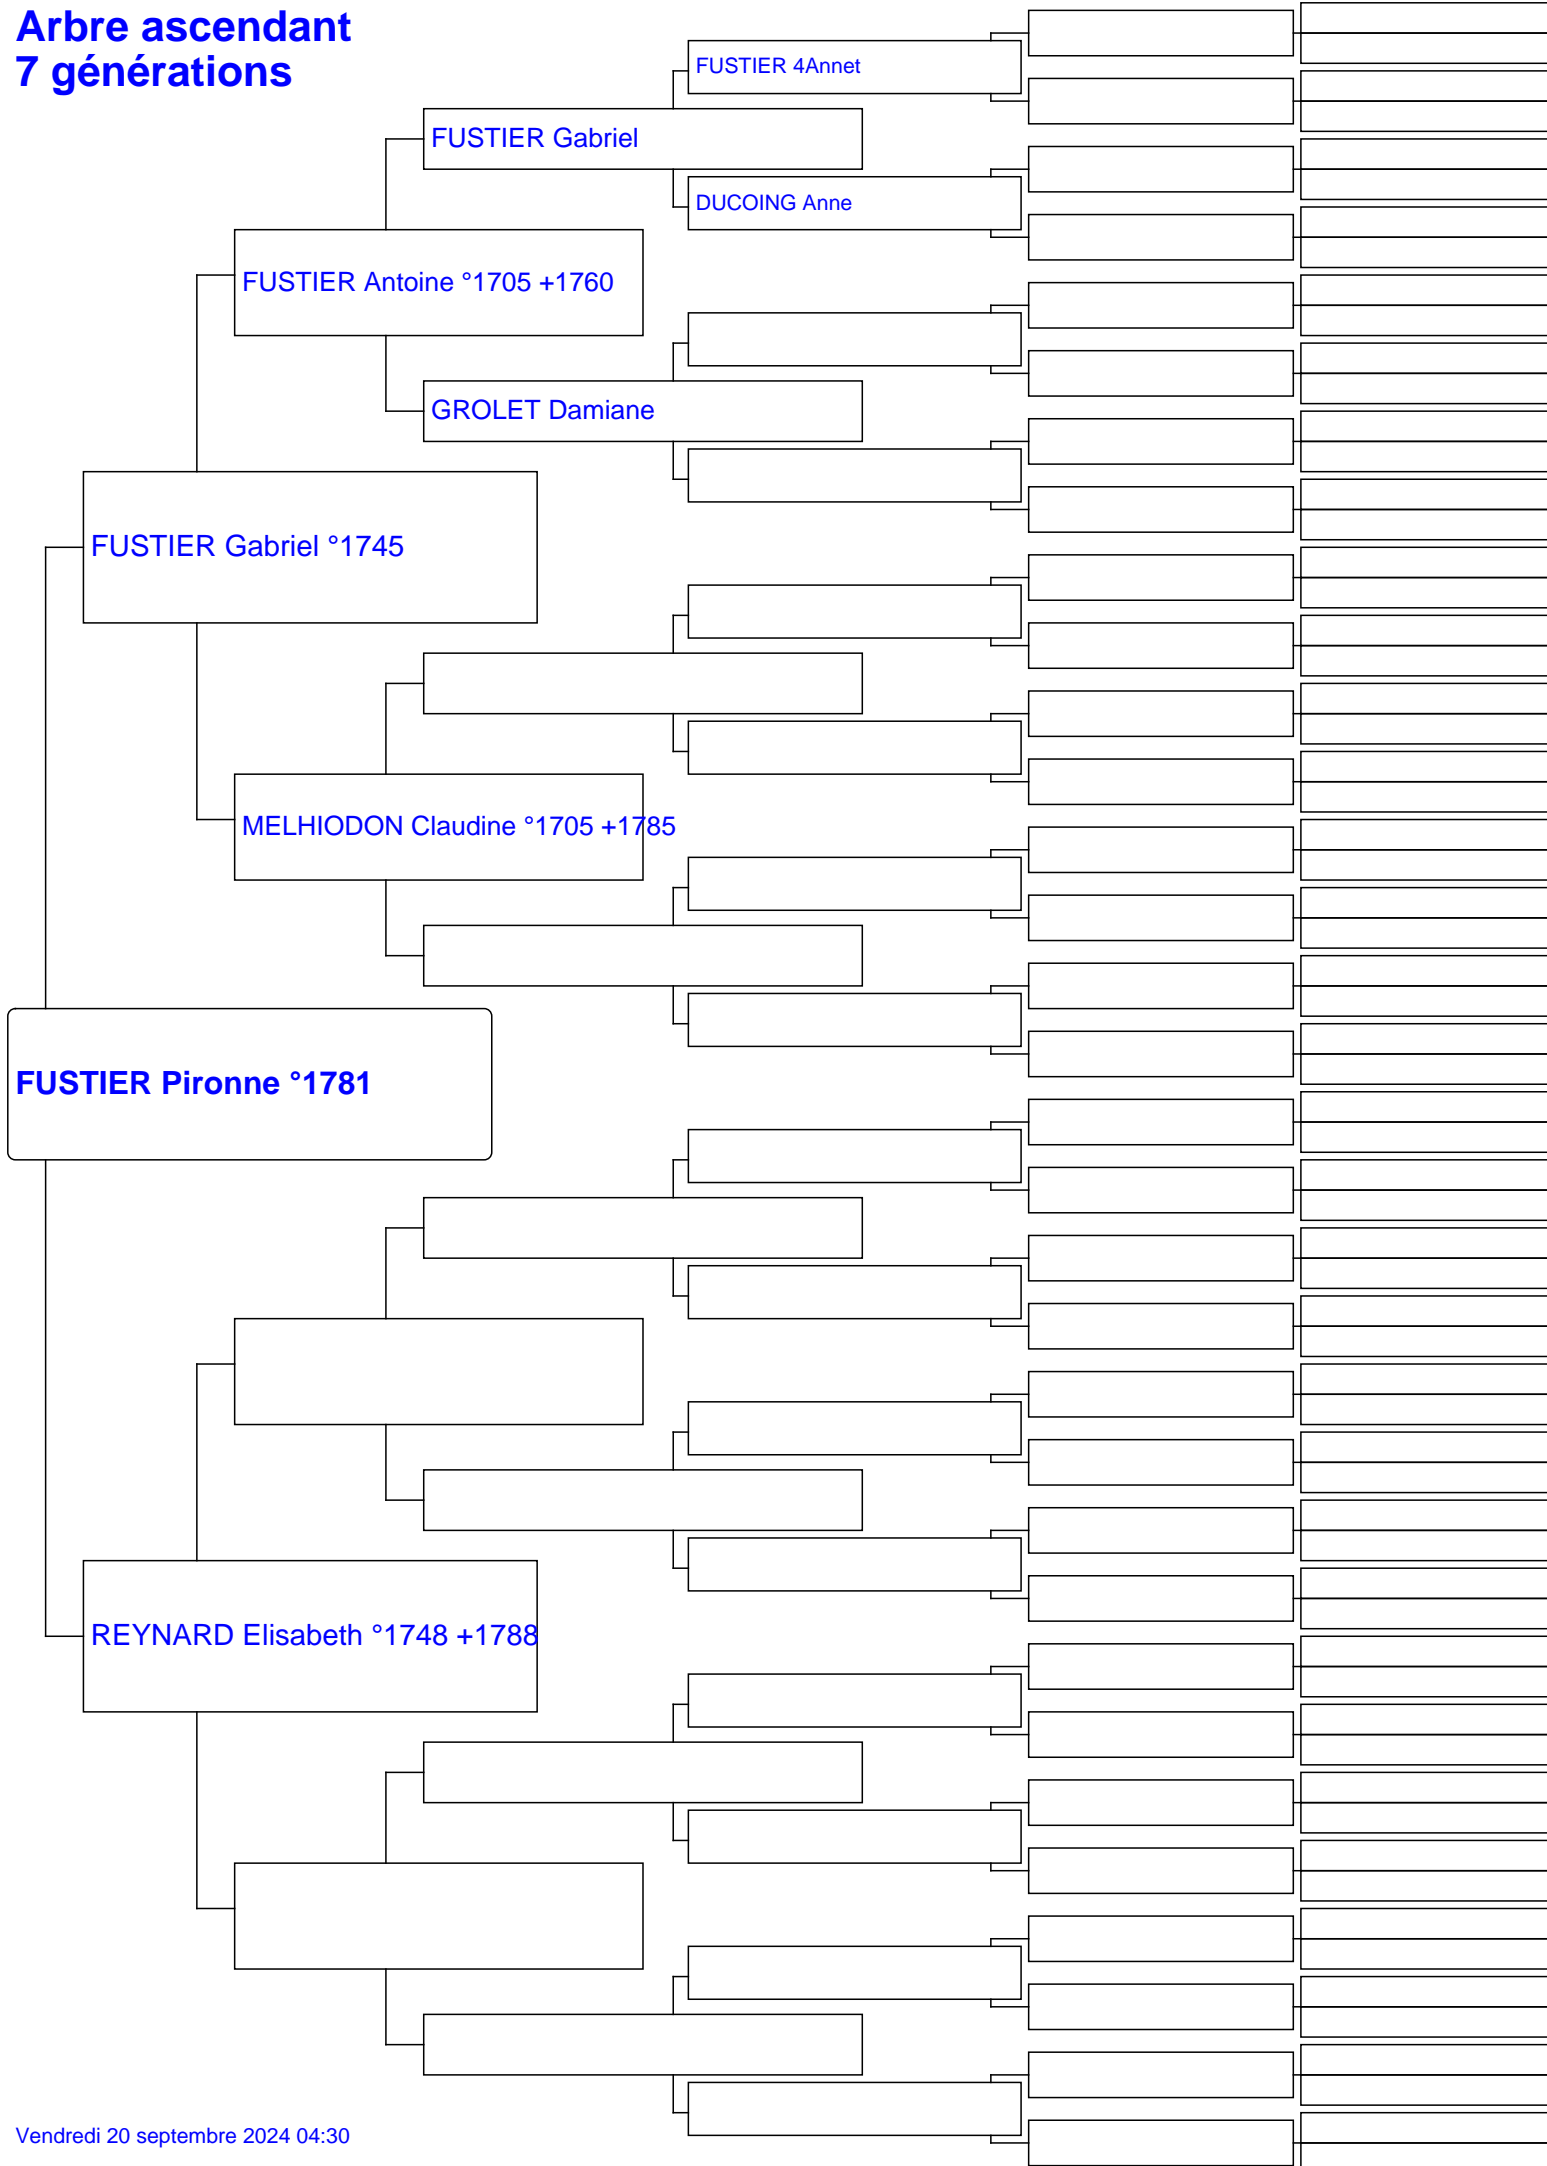 Arbre ascendant
7 générations
FUSTIER 4Annet
FUSTIER Gabriel
DUCOING Anne
FUSTIER Antoine °1705 +1760
GROLET Damiane
FUSTIER Gabriel °1745
MELHIODON Claudine °1705 +1785
FUSTIER Pironne °1781
REYNARD Elisabeth °1748 +1788
Vendredi 20 septembre 2024 04:30